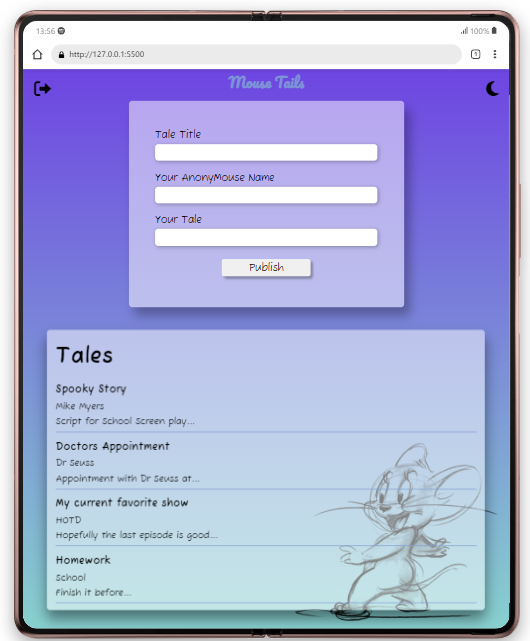 13:56
100%
http://127.0.0.1:5500
1
Mouse Tails
Tale Title
Your AnonyMouse Name
Your Tale
Publish
Tales
Spooky Story
Mike Myers
Script for School Screen play...
Doctors Appointment
Dr Seuss
Appointment with Dr Seuss at...
My current favorite show
HOTD
Hopefully the last episode is good...
Homework
School
Finish it before...